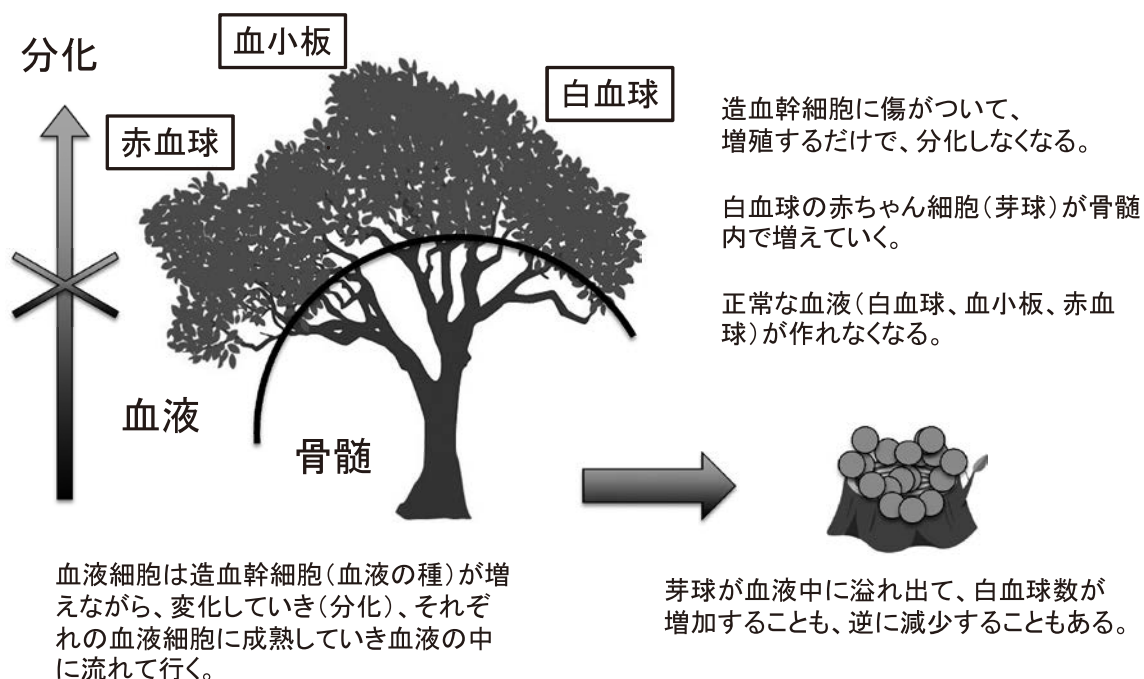 分化
血小板
白血球
赤血球
造血幹細胞に傷がついて、
増殖するだけで、分化しなくなる。
白血球の赤ちゃん細胞(芽球)が骨髄
内で増えていく。
正常な血液(白血球、血小板、赤血
球)が作れなくなる。
血液
骨髄
血液細胞は造血幹細胞(血液の種)が増
えながら、変化していき(分化)、それぞ
れの血液細胞に成熟していき血液の中
に流れて行く。
芽球が血液中に溢れ出て、白血球数が
増加することも、逆に減少することもある。